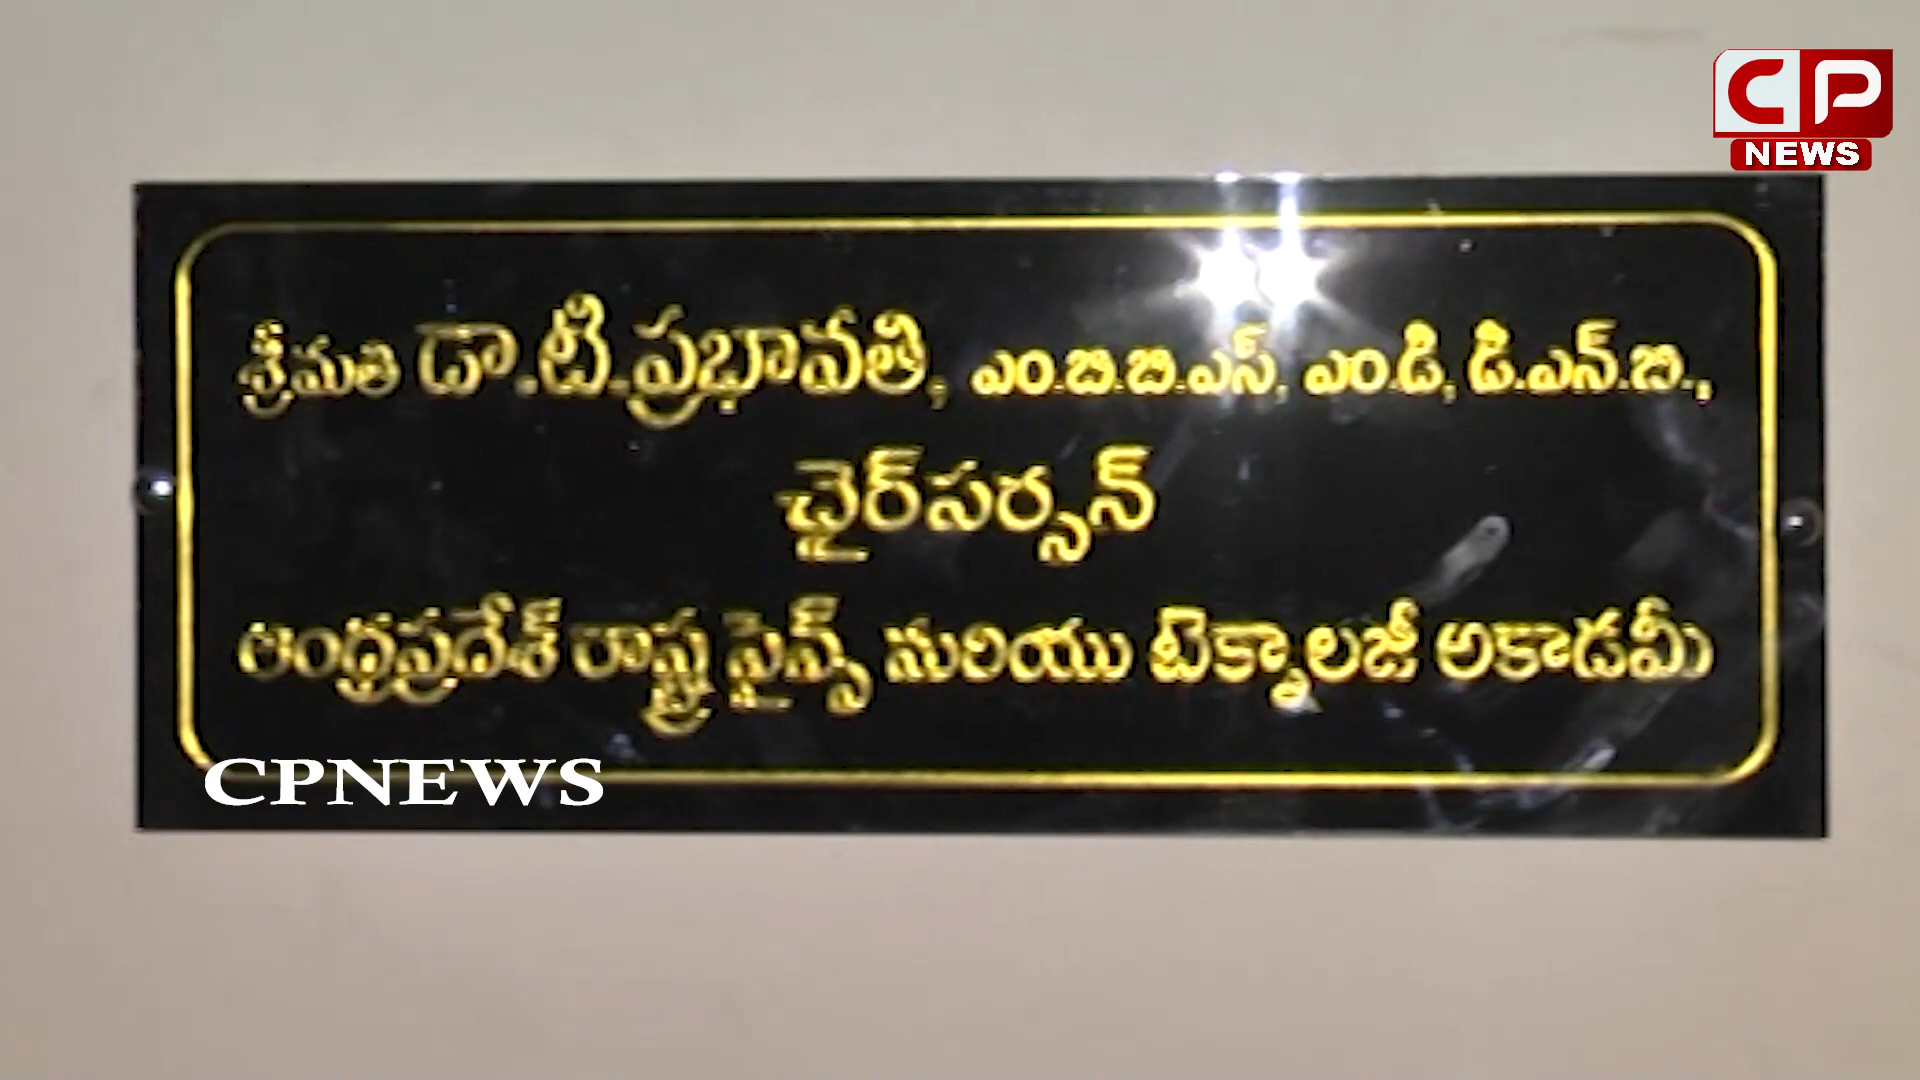 CP
NEWS
శ్రీమతి డా.టి.ప్రభావతి, ఎం.బి.బి.ఎస్, ఎం.డి, డి.ఎన్.బి.,
ఛైర్‌పర్సన్
ఆంధ్రప్రదేశ్ రాష్ట్ర సైన్స్ మరియు టెక్నాలజీ అకాడమీ
CPNEWS